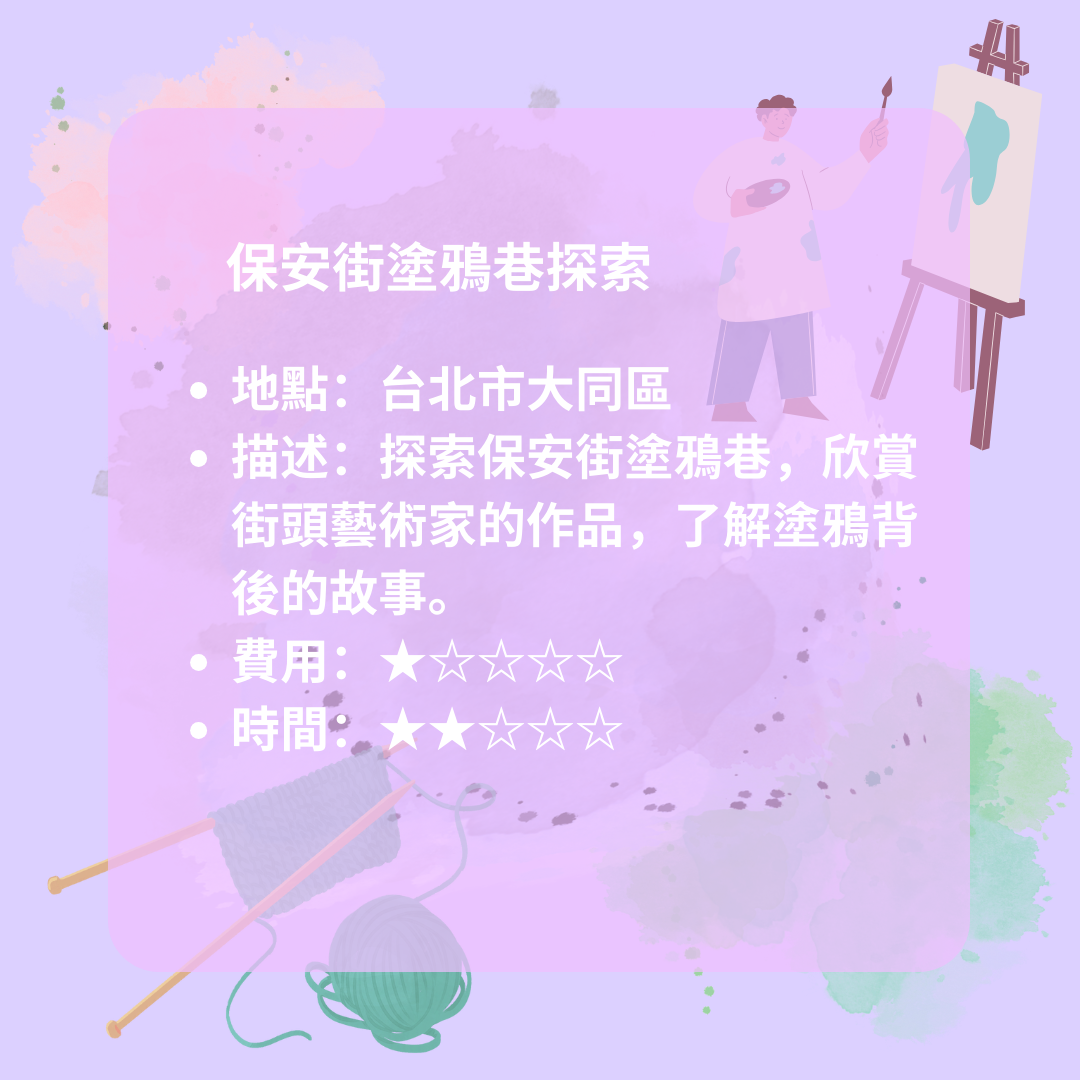 保安街塗鴉巷探索
• 地點：台北市大同區
• 描述：探索保安街塗鴉巷，欣賞
街頭藝術家的作品，了解塗鴉背
後的故事。
• 費用：★☆☆☆☆
• 時間：★★☆☆☆